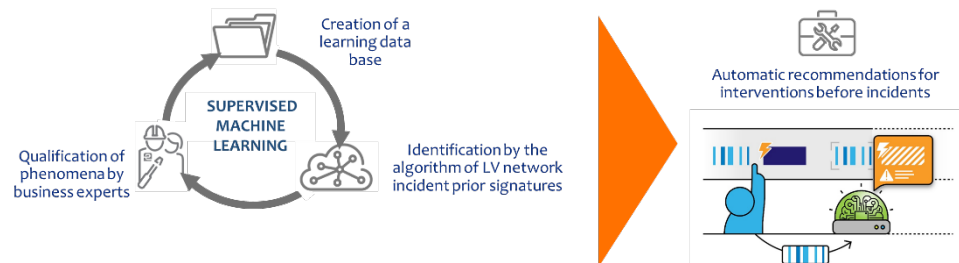 Creation of a
learning data
base
SUPERVISED
MACHINE
LEARNING
Qualification of
phenomena by
business experts
Identification by the
algorithm of LV network
incident prior signatures
Automatic recommendations for
interventions before incidents